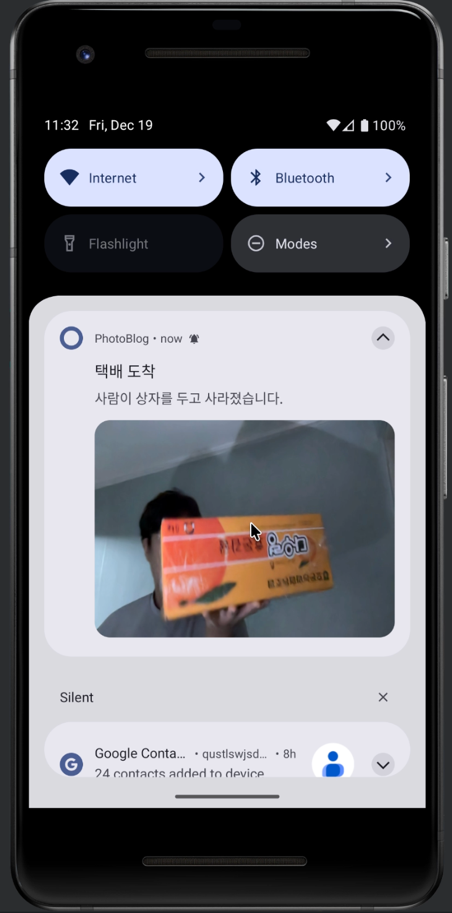 11:32 Fri, Dec 19
100%
Internet
Bluetooth
Flashlight
Modes
PhotoBlog • now
택배 도착
사람이 상자를 두고 사라졌습니다.
Silent
Google Conta... • qustlswjsd... • 8h
G
24 contacts added to device